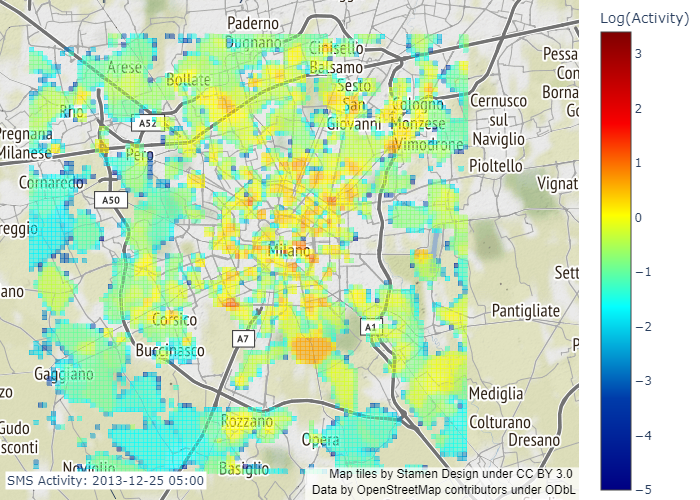 Paderno
Dugnano
Cinisello
Balsamo
Arese
Bollate
Sesto
San
Giovanni
Cologno
Monzese
Vimodrone
Cernusco
sul
Naviglio
Pioltello
Pessa
Con
Borna
Go
Rho
A52
Pregnana
Milanese
Pero
Cornaredo
A50
reggio
Vignat
Milano
Sett
ano
Pantigliate
Corsico
A7
A1
Buccinasco
P
Gaggiano
zo
Mediglia
Colturano
Dresano
Rozzano
Opera
Gudo
sconti
Noviglio
Basiglio
SMS Activity: 2013-12-25 05:00
Map tiles by Stamen Design under CC BY 3.0
Data by OpenStreetMap contributors under ODbL
Log(Activity)
3
2
1
0
−1
−2
−3
−4
−5